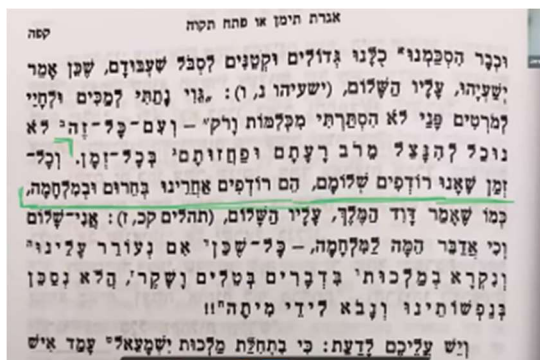 אגרת תימן או פתח תקוה
קפה
וּכְבָר הִסְכַּמְנוּ כֻּלָּנוּ גְּדוֹלִים וּקְטַנִּים לִסְבֹּל שִׁעְבּוּדָם, שֶׁכֵּן אָמַר
יְשַׁעְיָהוּ, עָלָיו הַשָּׁלוֹם, (ישעיהו נ, ו): „גֵּוִי נָתַתִּי לְמַכִּים וּלְחָיַי
לְמֹרְטִים פָּנַי לֹא הִסְתַּרְתִּי מִכְּלִמּוֹת וָרֹק” – וְעִם־כָּל־זֶה לֹא
נוּכַל לְהִנָּצֵל מֵרֹב רָעָתָם וּפַחֲזוּתָם בְּכָל־זְמַן. וְכָל־
זְמַן שֶׁאָנוּ רוֹדְפִים שְׁלוֹמָם, הֵם רוֹדְפִים אַחֲרֵינוּ בְּחֵרוּם וּבְמִלְחָמָה,
כְּמוֹ שֶׁאָמַר דָּוִד הַמֶּלֶךְ, עָלָיו הַשָּׁלוֹם, (תהלים קכ, ז): אֲנִי־שָׁלוֹם
וְכִי אֲדַבֵּר הֵמָּה לַמִּלְחָמָה, – כָּל־שֶׁכֵּן אִם נְעוֹרֵר עָלֵינוּ
וְנִקְרָא בְּמַלְכוּת בִּדְבָרִים בְּטֵלִים וָשֶׁקֶר, הֲלֹא נְסַכֵּן
בְּנַפְשׁוֹתֵינוּ וְנָבֹא לִידֵי מִיתָה!!
וְיֵשׁ עֲלֵיכֶם לָדַעַת: כִּי בִּתְחִלַּת מַלְכוּת יִשְׁמָעֵאל עָמַד אִישׁ